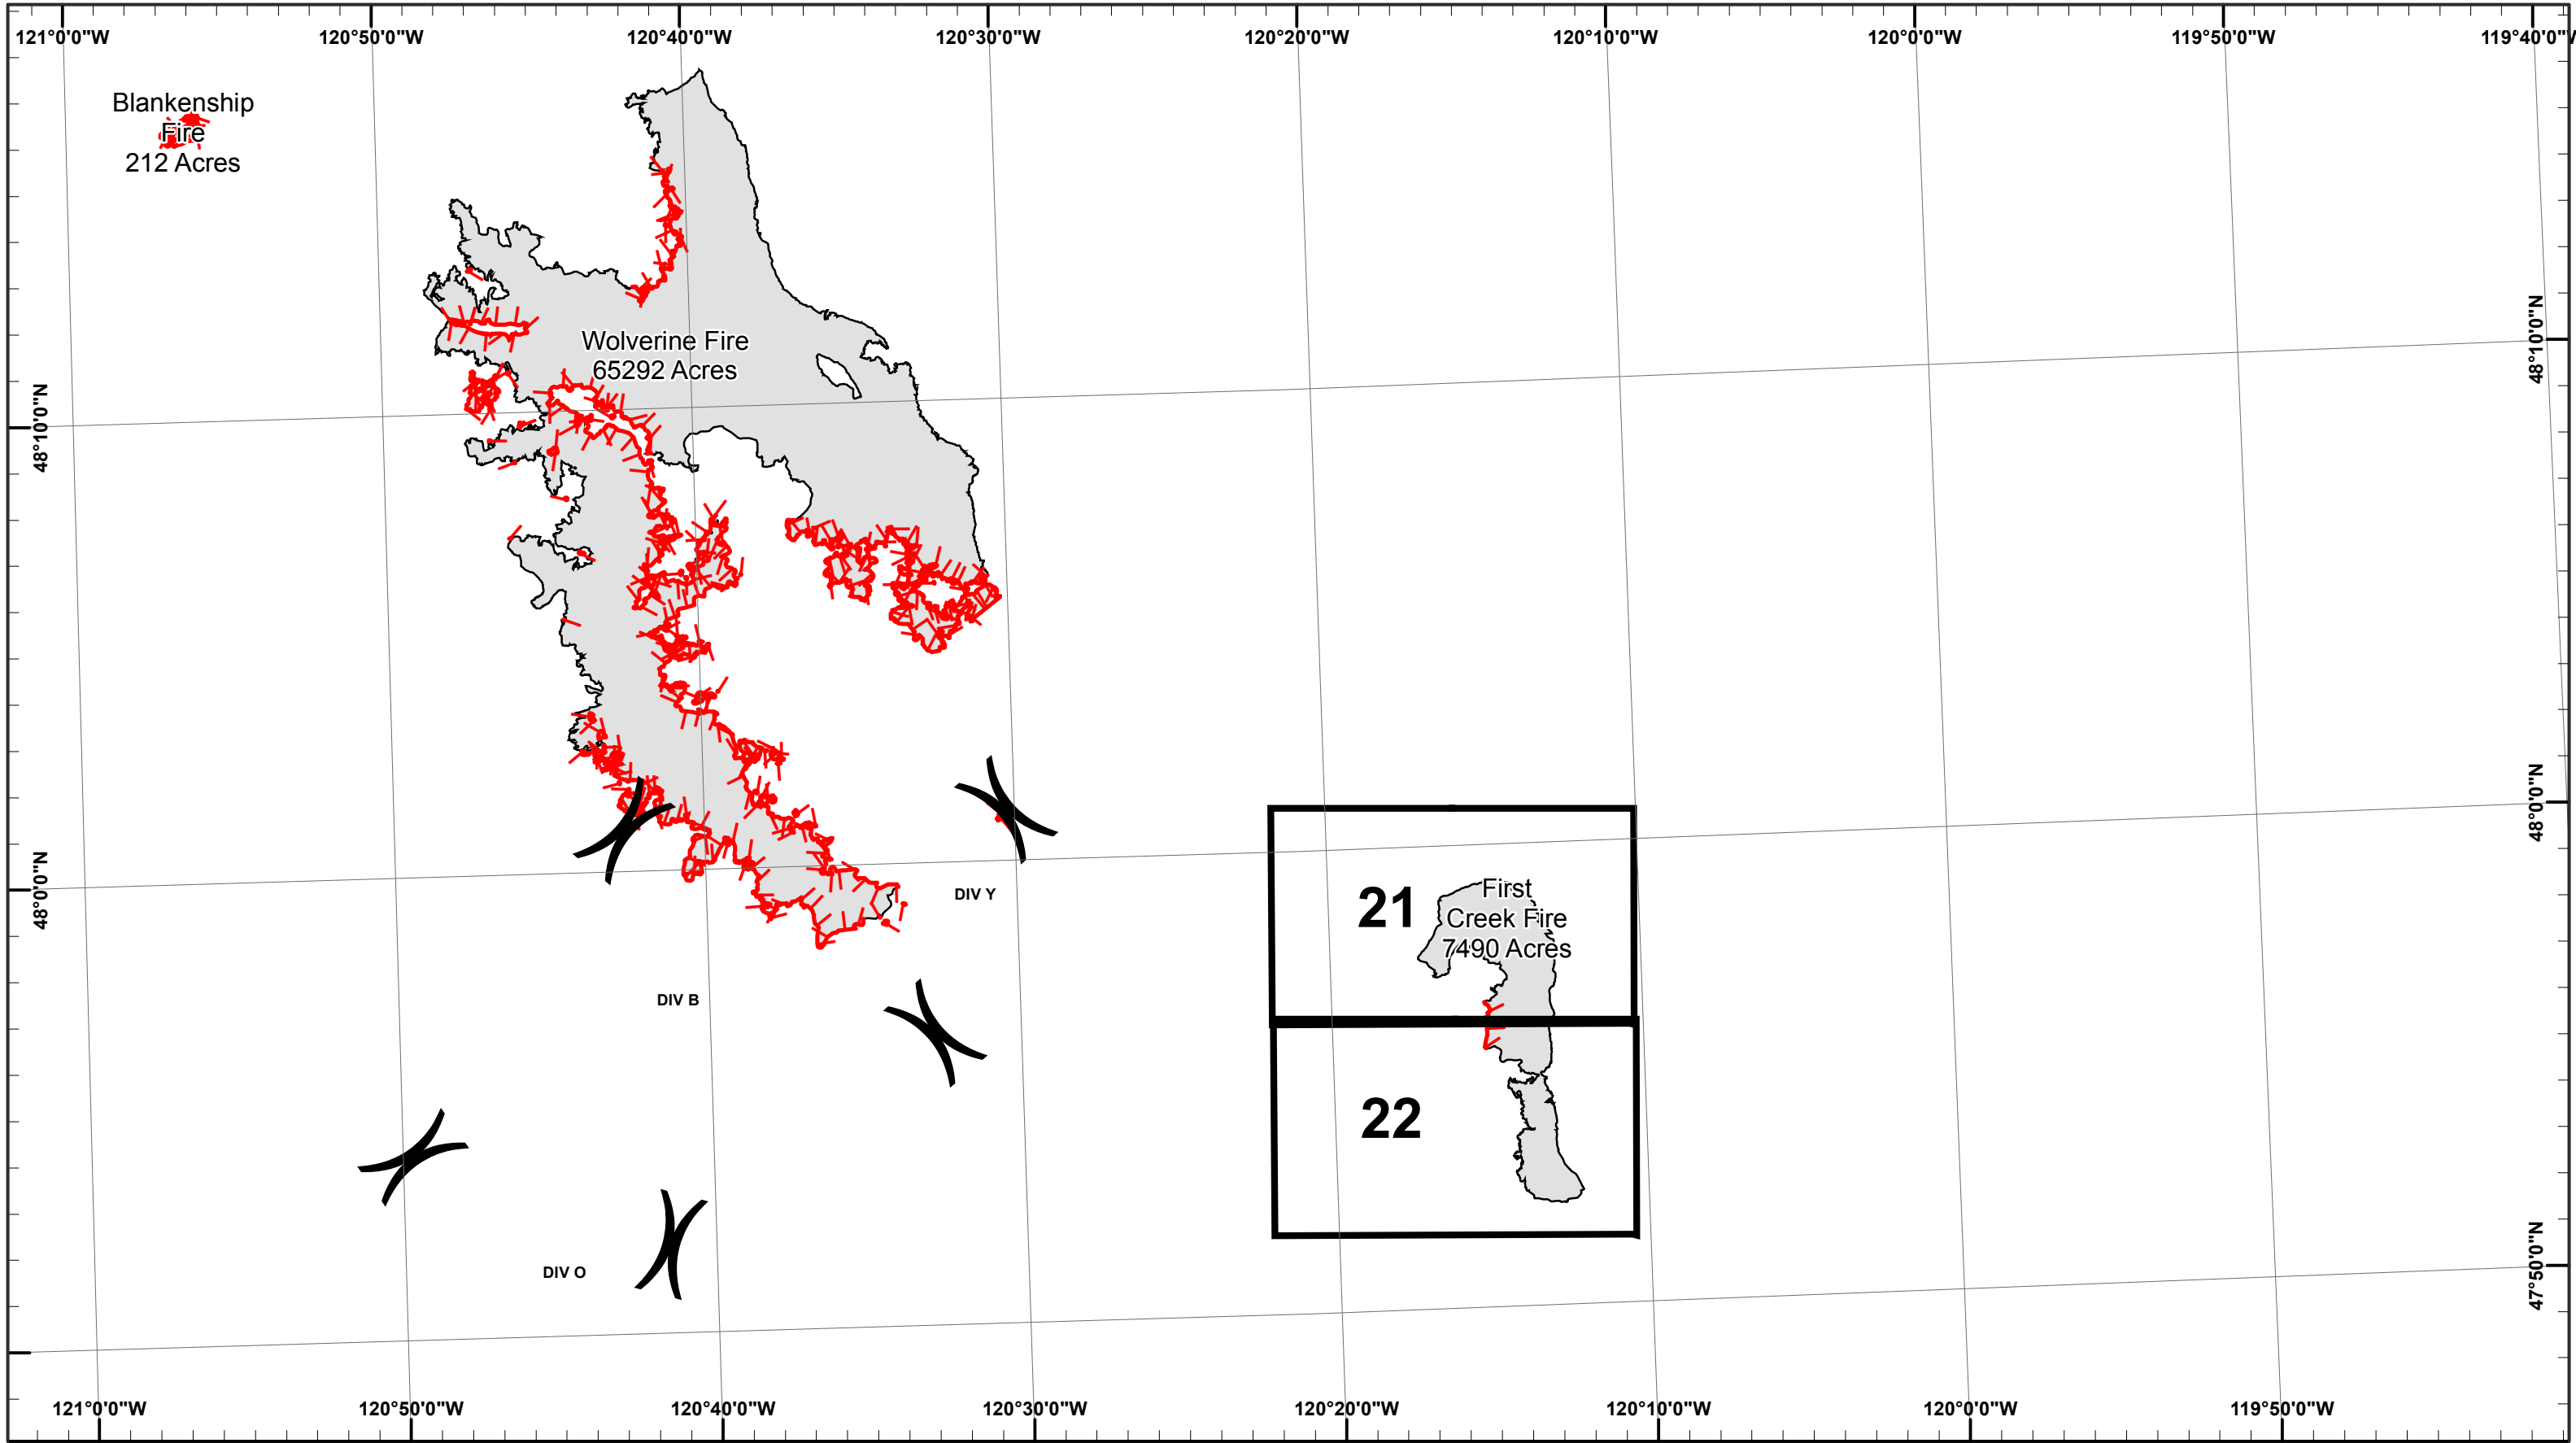 121°0'0"W 120°50'0"W 120°40'0"W 120°30'0"W 120°20'0"W 120°10'0"W 120°0'0"W 119°50'0"W 119°40'0"W
Blankenship
Fire
212 Acres
Wolverine Fire
65292 Acres
48°10'0"N
48°10'0"N
48°0'0"N
48°0'0"N
DIV Y
21
First
Creek Fire
7490 Acres
DIV B
22
47°50'0"N
DIV O
121°0'0"W 120°50'0"W 120°40'0"W 120°30'0"W 120°20'0"W 120°10'0"W 120°0'0"W 119°50'0"W